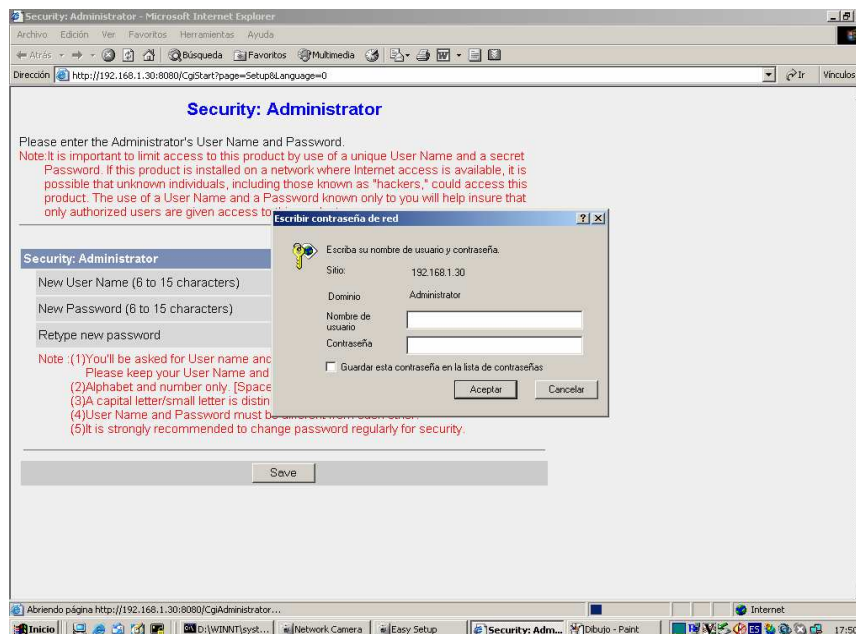 Security: Administrator - Microsoft Internet Explorer
Archivo Edición Ver Favoritos Herramientas Ayuda
Atrás Búsqueda Favoritos Multimedia
Dirección http://192.168.1.30:8080/CgiStart?page=Setup&Language=0 Ir Vínculos
Security: Administrator
Please enter the Administrator's User Name and Password.
Note:It is important to limit access to this product by use of a unique User Name and a secret
Password. If this product is installed on a network where Internet access is available, it is
possible that unknown individuals, including those known as "hackers," could access this
product. The use of a User Name and a Password known only to you will help insure that
only authorized users are given access to
Escribir contraseña de red
Escriba su nombre de usuario y contraseña.
Sitio: 192.168.1.30
Dominio Administrator
Nombre de usuario
Contraseña
Guardar esta contraseña en la lista de contraseñas
Aceptar Cancelar
Security: Administrator
New User Name (6 to 15 characters)
New Password (6 to 15 characters)
Retype new password
Note :(1)You'll be asked for User name and
Please keep your User Name and
(2)Alphabet and number only. [Space
(3)A capital letter/small letter is distin
(4)User Name and Password must be different from each other.
(5)It is strongly recommended to change password regularly for security.
Save
Abriendo página http://192.168.1.30:8080/CgiAdministrator... Internet
Inicio D:\WINNT\syst... Network Camera Easy Setup Security: Adm... Dibujo - Paint ES 17:50